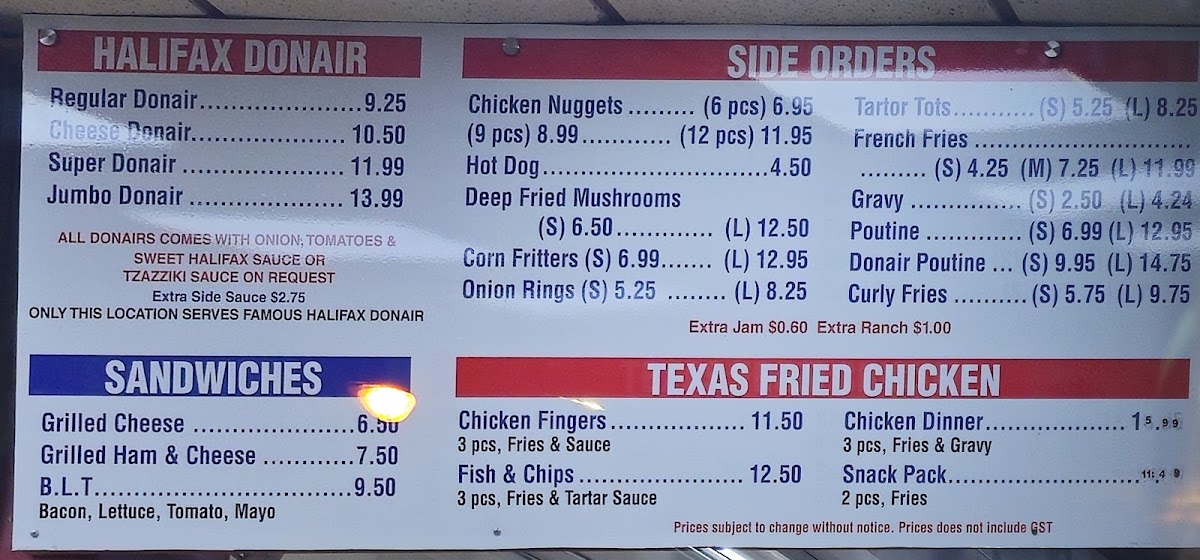 HALIFAX DONAIR
Regular Donair.....................9.25
Cheese Donair..................... 10.50
Super Donair ...................... 11.99
Jumbo Donair ..................... 13.99
ALL DONAIRS COMES WITH ONION, TOMATOES &
SWEET HALIFAX SAUCE OR
TZAZZIKI SAUCE ON REQUEST
Extra Side Sauce $2.75
ONLY THIS LOCATION SERVES FAMOUS HALIFAX DONAIR
SANDWICHES
Grilled Cheese .....................6.50
Grilled Ham & Cheese ............7.50
B.L.T..................................9.50
Bacon, Lettuce, Tomato, Mayo
SIDE ORDERS
Chicken Nuggets ......... (6 pcs) 6.95
(9 pcs) 8.99............ (12 pcs) 11.95
Hot Dog..............................4.50
Deep Fried Mushrooms
(S) 6.50............. (L) 12.50
Corn Fritters (S) 6.99....... (L) 12.95
Onion Rings (S) 5.25 ........ (L) 8.25
Tartor Tots........... (S) 5.25 (L) 8.25
French Fries .............................
......... (S) 4.25 (M) 7.25 (L) 11.99
Gravy ............... (S) 2.50 (L) 4.24
Poutine ............. (S) 6.99 (L) 12.95
Donair Poutine ... (S) 9.95 (L) 14.75
Curly Fries .......... (S) 5.75 (L) 9.75
Extra Jam $0.60 Extra Ranch $1.00
TEXAS FRIED CHICKEN
Chicken Fingers................... 11.50
3 pcs, Fries & Sauce
Fish & Chips ....................... 12.50
3 pcs, Fries & Tartar Sauce
Chicken Dinner................... 15.99
3 pcs, Fries & Gravy
Snack Pack.........................11.49
2 pcs, Fries
Prices subject to change without notice. Prices does not include GST